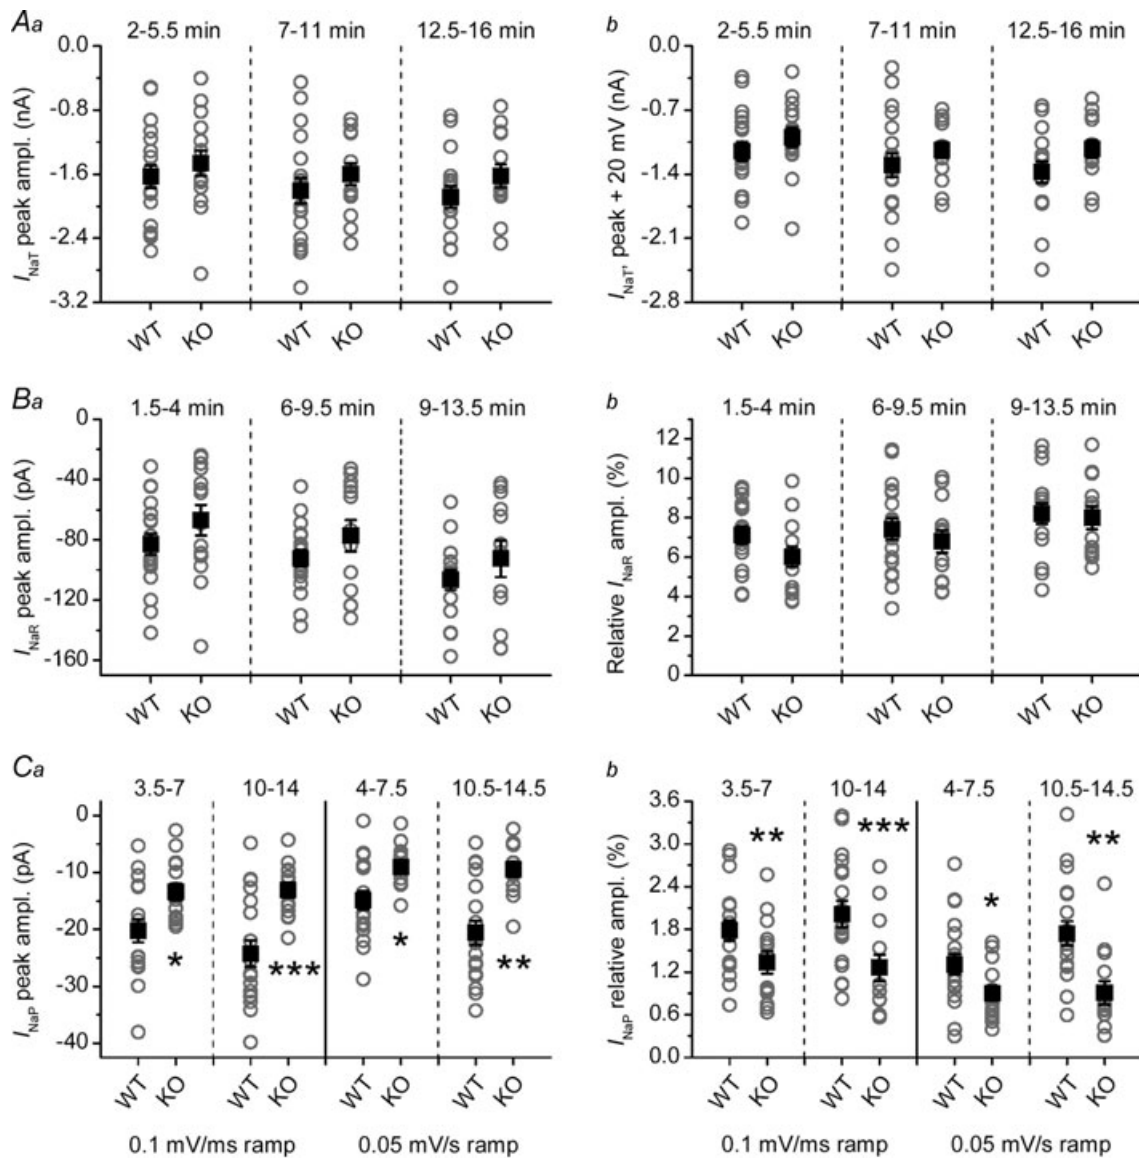 Aa
2-5.5 min
7-11 min
12.5-16 min
I_NaT peak ampl. (nA)
0.0
-0.8
-1.6
-2.4
-3.2
WT
KO
WT
KO
WT
KO
b
2-5.5 min
7-11 min
12.5-16 min
I_NaT, peak + 20 mV (nA)
0.0
-0.7
-1.4
-2.1
-2.8
WT
KO
WT
KO
WT
KO
Ba
1.5-4 min
6-9.5 min
9-13.5 min
I_NaR peak ampl. (pA)
0
-40
-80
-120
-160
WT
KO
WT
KO
WT
KO
b
1.5-4 min
6-9.5 min
9-13.5 min
Relative I_NaR ampl. (%)
12
10
8
6
4
2
0
WT
KO
WT
KO
WT
KO
Ca
3.5-7
10-14
4-7.5
10.5-14.5
I_NaP peak ampl. (pA)
0
-10
-20
-30
-40
*
***
*
**
WT
KO
WT
KO
WT
KO
WT
KO
0.1 mV/ms ramp
0.05 mV/s ramp
b
3.5-7
10-14
4-7.5
10.5-14.5
I_NaP relative ampl. (%)
3.6
3.0
2.4
1.8
1.2
0.6
0.0
**
***
*
**
WT
KO
WT
KO
WT
KO
WT
KO
0.1 mV/ms ramp
0.05 mV/s ramp